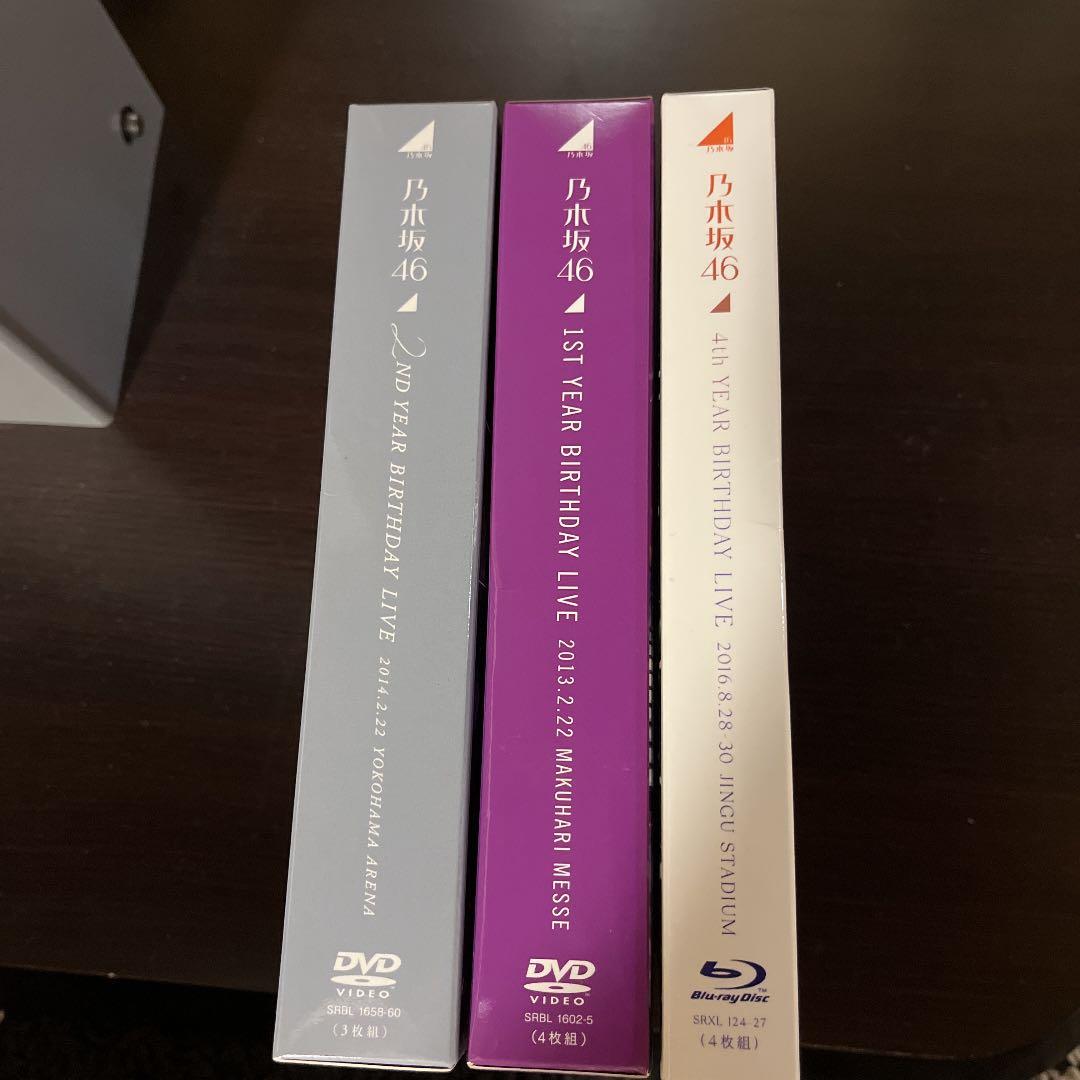 46
乃木坂
乃木坂46
2ND YEAR BIRTHDAY LIVE 2014.2.22 YOKOHAMA ARENA
DVD
VIDEO
SRBL 1658-60
(3枚組)
46
乃木坂
乃木坂46
1ST YEAR BIRTHDAY LIVE 2013.2.22 MAKUHARI MESSE
DVD
VIDEO
SRBL 1602-5
(4枚組)
46
乃木坂
乃木坂46
4th YEAR BIRTHDAY LIVE 2016.8.28-30 JINGU STADIUM
Blu-ray Disc
SRXL 124-27
(4枚組)